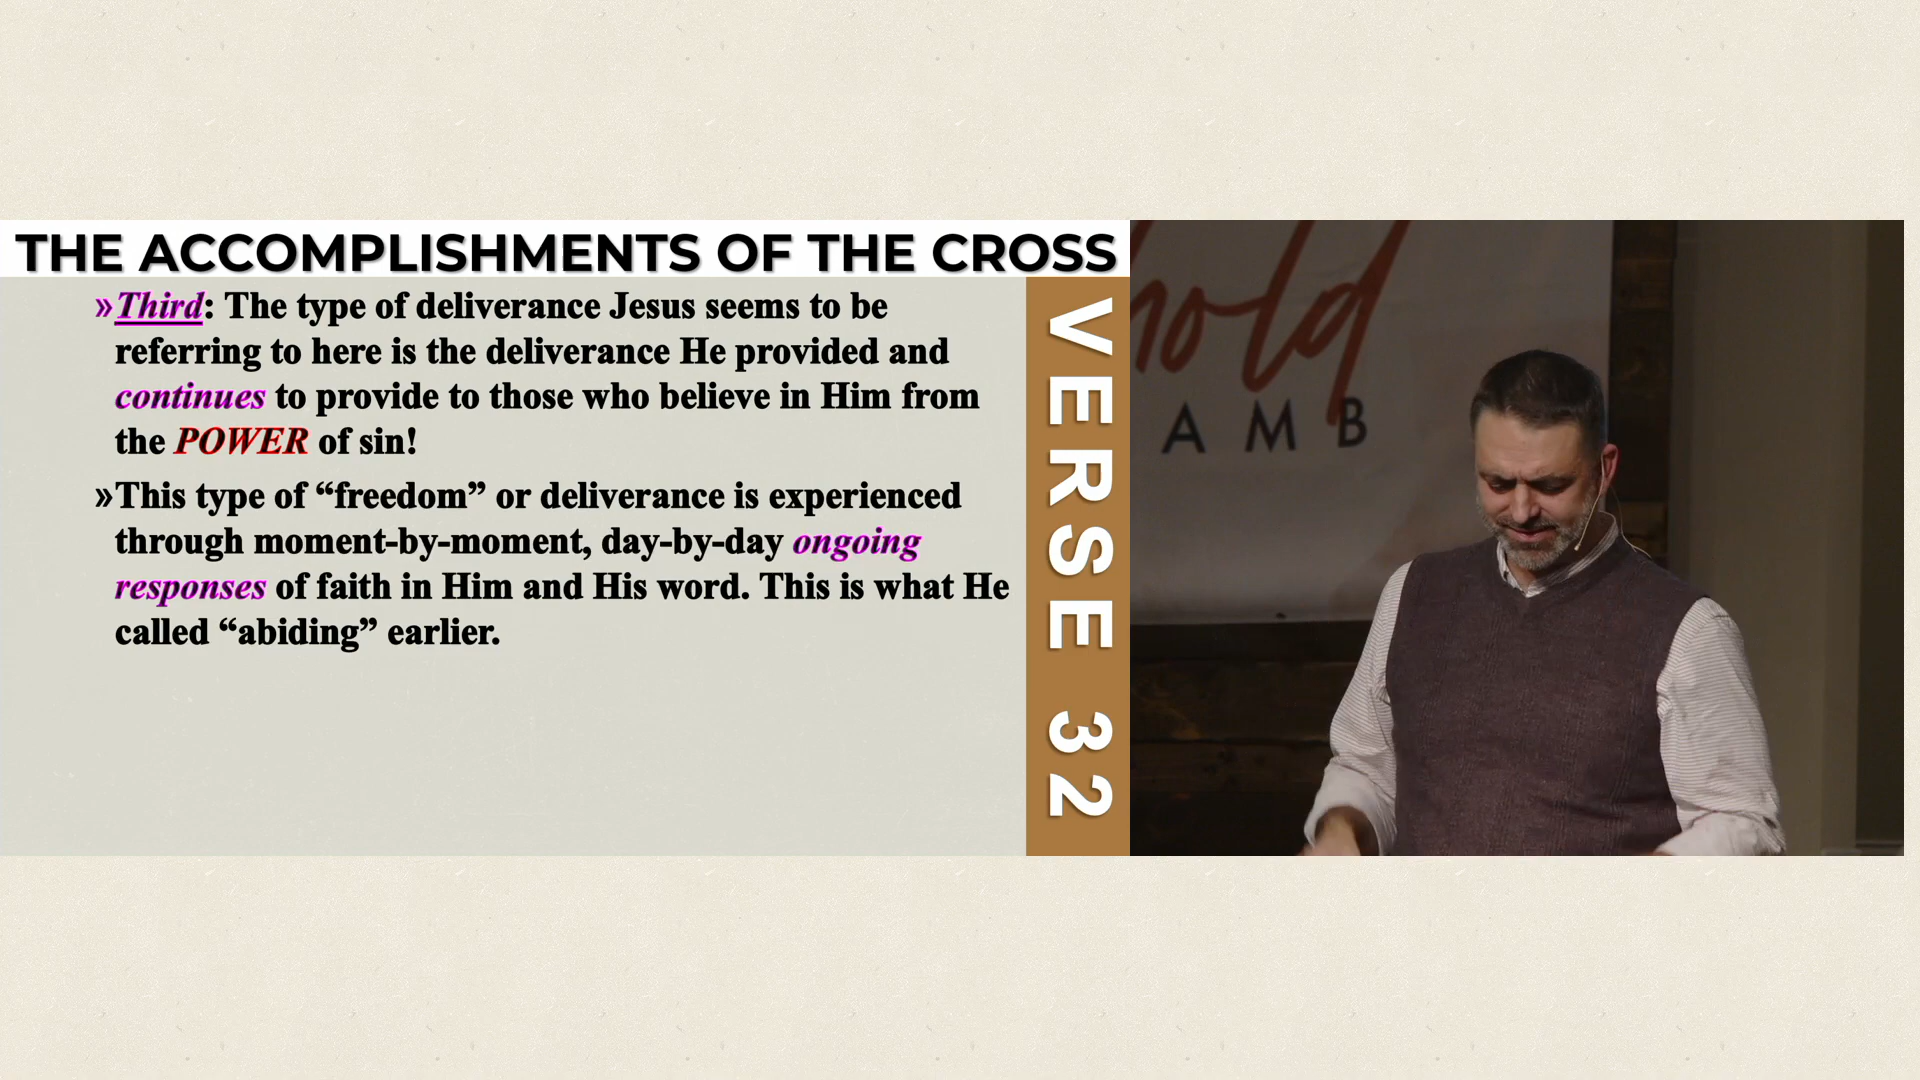 THE ACCOMPLISHMENTS OF THE CROSS
»Third: The type of deliverance Jesus seems to be
referring to here is the deliverance He provided and
continues to provide to those who believe in Him from
the POWER of sin!
»This type of “freedom” or deliverance is experienced
through moment-by-moment, day-by-day ongoing
responses of faith in Him and His word. This is what He
called “abiding” earlier.
VERSE 32
hold
AMB